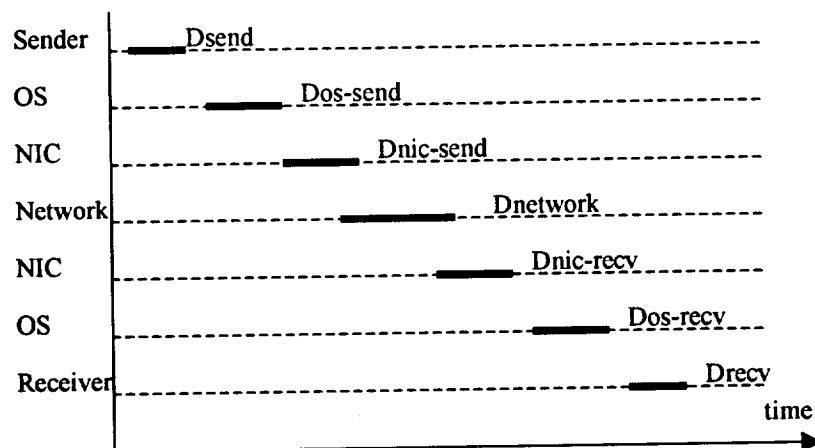 Sender Dsend
OS Dos-send
NIC Dnic-send
Network Dnetwork
NIC Dnic-recv
OS Dos-recv
Receiver Drecv
time